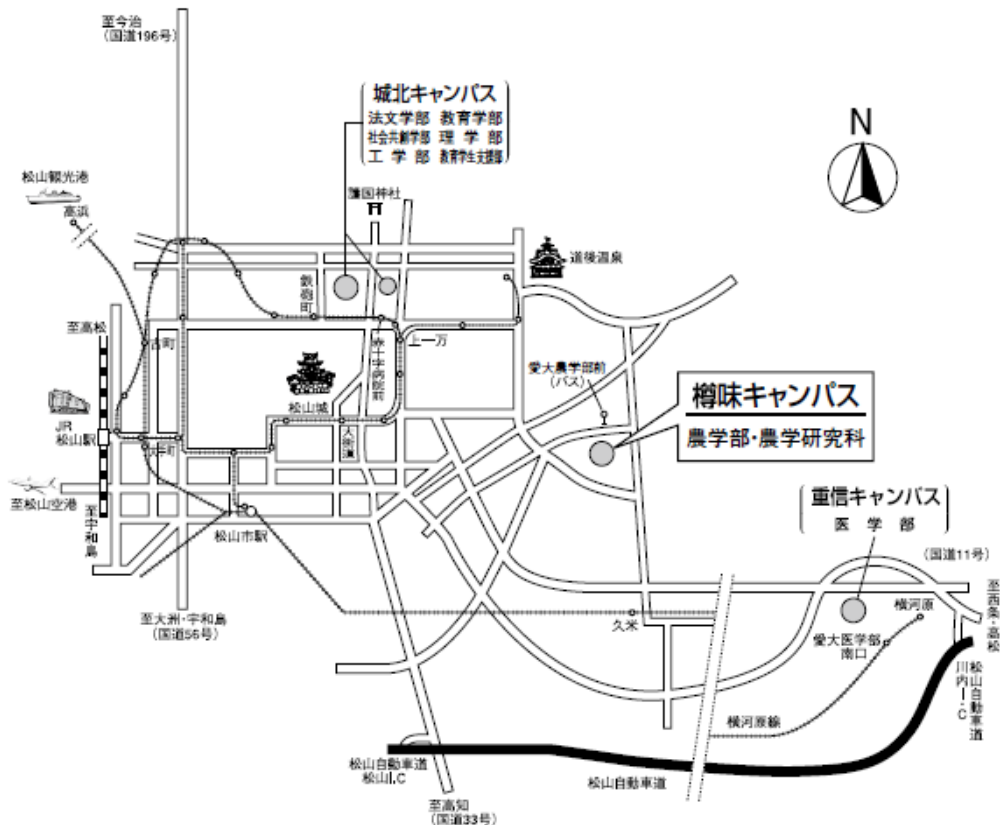 至今治
(国道196号)
城北キャンパス
法文学部 教育学部
社会共創学部 理学部
工学部 教育学生支援部
N
松山観光港
高浜
護国神社
道後温泉
鉄砲町
至高松
古町
赤十字病院前
上一万
愛大農学部前
(バス)
樽味キャンパス
農学部・農学研究科
松山城
JR
松山駅
大手町
大街道
至松山空港
至宇和島
松山市駅
重信キャンパス
医学部
(国道11号)
至西条・高松
横河原
至大洲・宇和島
(国道56号)
久米
愛大医学部
南口
松山自動車道
川内I・C
横河原線
松山自動車道
松山I.C
松山自動車道
至高知
(国道33号)